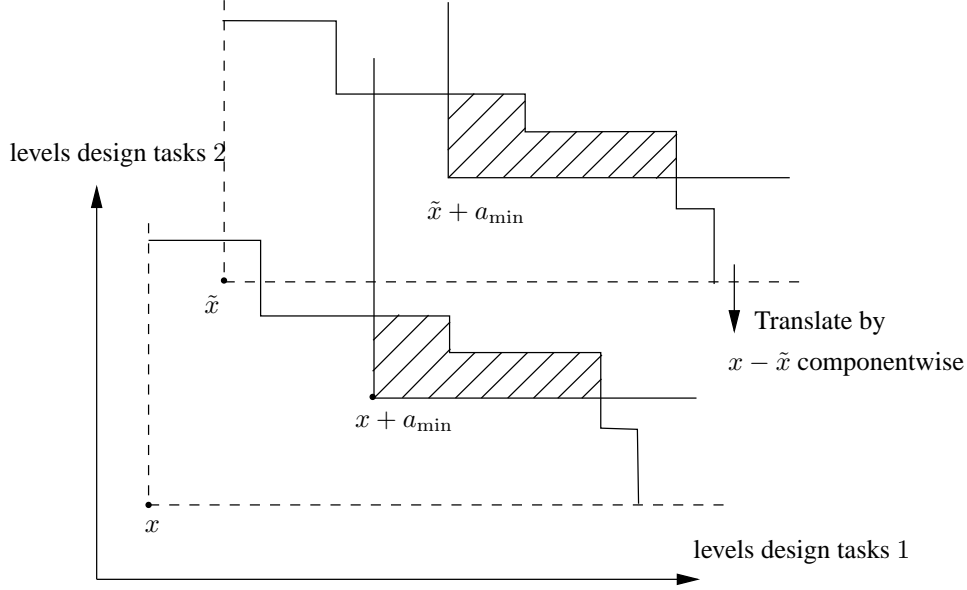 levels design tasks 2
x̃ + a_min
x̃
Translate by
x − x̃ componentwise
x + a_min
x
levels design tasks 1